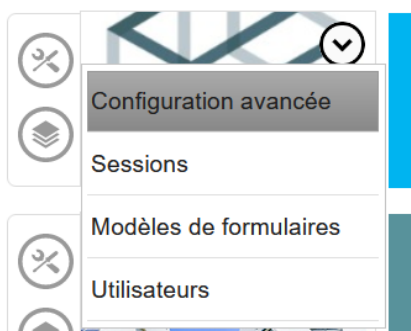 Configuration avancée
Sessions
Modèles de formulaires
Utilisateurs